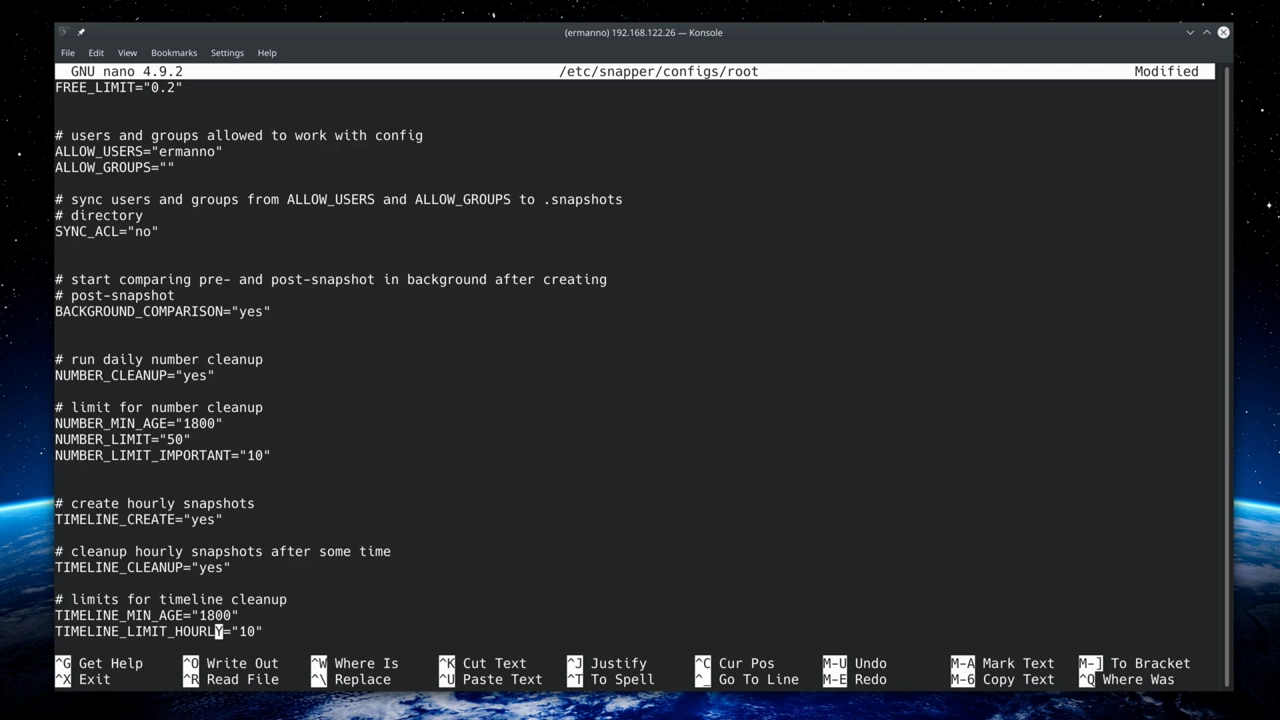 (ermanno) 192.168.122.26 — Konsole
File Edit View Bookmarks Settings Help
GNU nano 4.9.2 /etc/snapper/configs/root Modified
FREE_LIMIT="0.2"
# users and groups allowed to work with config
ALLOW_USERS="ermanno"
ALLOW_GROUPS=""
# sync users and groups from ALLOW_USERS and ALLOW_GROUPS to .snapshots
# directory
SYNC_ACL="no"
# start comparing pre- and post-snapshot in background after creating
# post-snapshot
BACKGROUND_COMPARISON="yes"
# run daily number cleanup
NUMBER_CLEANUP="yes"
# limit for number cleanup
NUMBER_MIN_AGE="1800"
NUMBER_LIMIT="50"
NUMBER_LIMIT_IMPORTANT="10"
# create hourly snapshots
TIMELINE_CREATE="yes"
# cleanup hourly snapshots after some time
TIMELINE_CLEANUP="yes"
# limits for timeline cleanup
TIMELINE_MIN_AGE="1800"
TIMELINE_LIMIT_HOURLY="10"
^G Get Help ^O Write Out ^W Where Is ^K Cut Text ^J Justify ^C Cur Pos M-U Undo M-A Mark Text M-] To Bracket
^X Exit ^R Read File ^\ Replace ^U Paste Text ^T To Spell ^_ Go To Line M-E Redo M-6 Copy Text ^Q Where Was